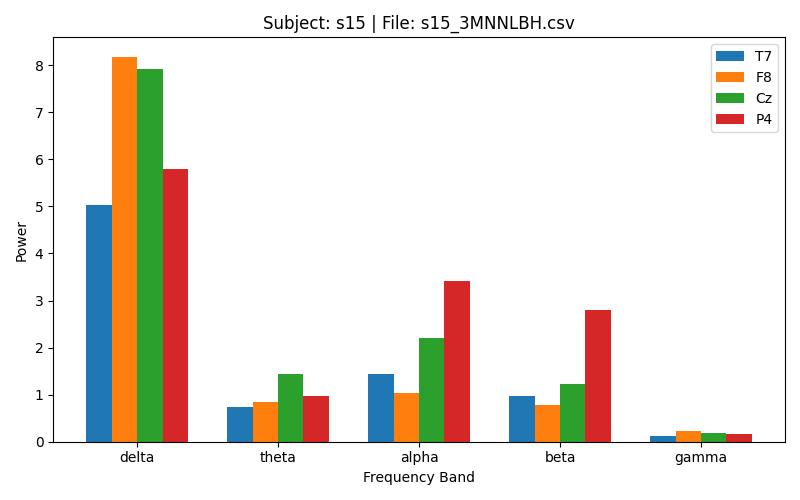 Subject: s15 | File: s15_3MNNLBH.csv
T7
F8
Cz
P4
Power
8
7
6
5
4
3
2
1
0
delta theta alpha beta gamma
Frequency Band